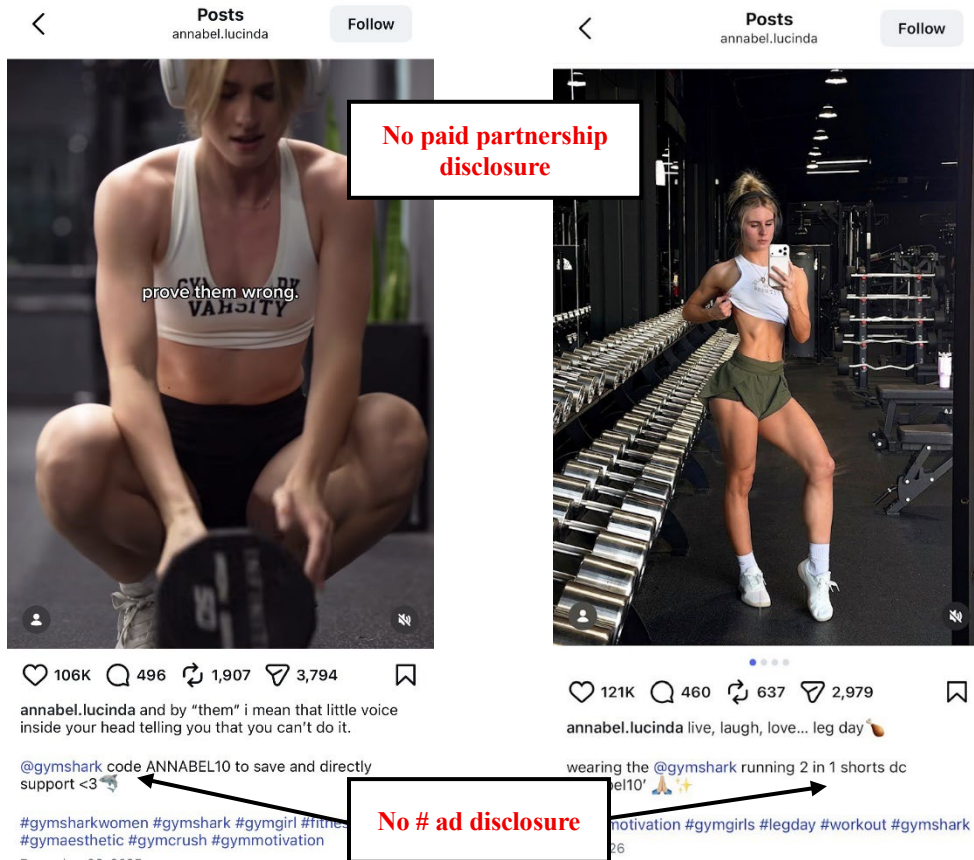 Posts
annabel.lucinda
Follow
prove them wrong.
VARSITY
106K 496 1,907 3,794
annabel.lucinda and by “them” i mean that little voice
inside your head telling you that you can’t do it.
@gymshark code ANNABEL10 to save and directly
support <3
#gymsharkwomen #gymshark #gymgirl
#gymaesthetic #gymcrush #gymmotivation
No paid partnership
disclosure
Posts
annabel.lucinda
Follow
121K 460 637 2,979
annabel.lucinda live, laugh, love... leg day
wearing the @gymshark running 2 in 1 shorts dc
#gymgirls #legday #workout #gymshark
No # ad disclosure